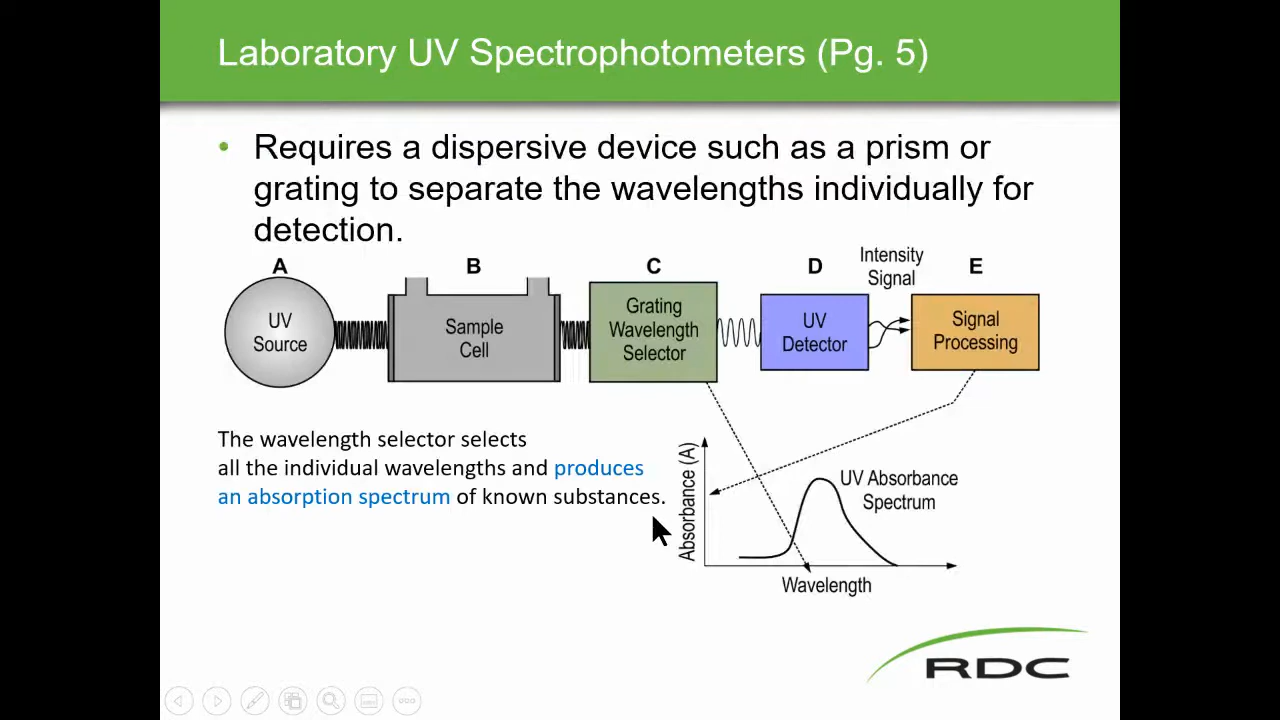 Laboratory UV Spectrophotometers (Pg. 5)
• Requires a dispersive device such as a prism or
grating to separate the wavelengths individually for
detection.
A
B
C
D
Intensity
Signal
E
UV
Source
Sample
Cell
Grating
Wavelength
Selector
UV
Detector
Signal
Processing
The wavelength selector selects
all the individual wavelengths and produces
an absorption spectrum of known substances.
Absorbance (A)
UV Absorbance
Spectrum
Wavelength
RDC